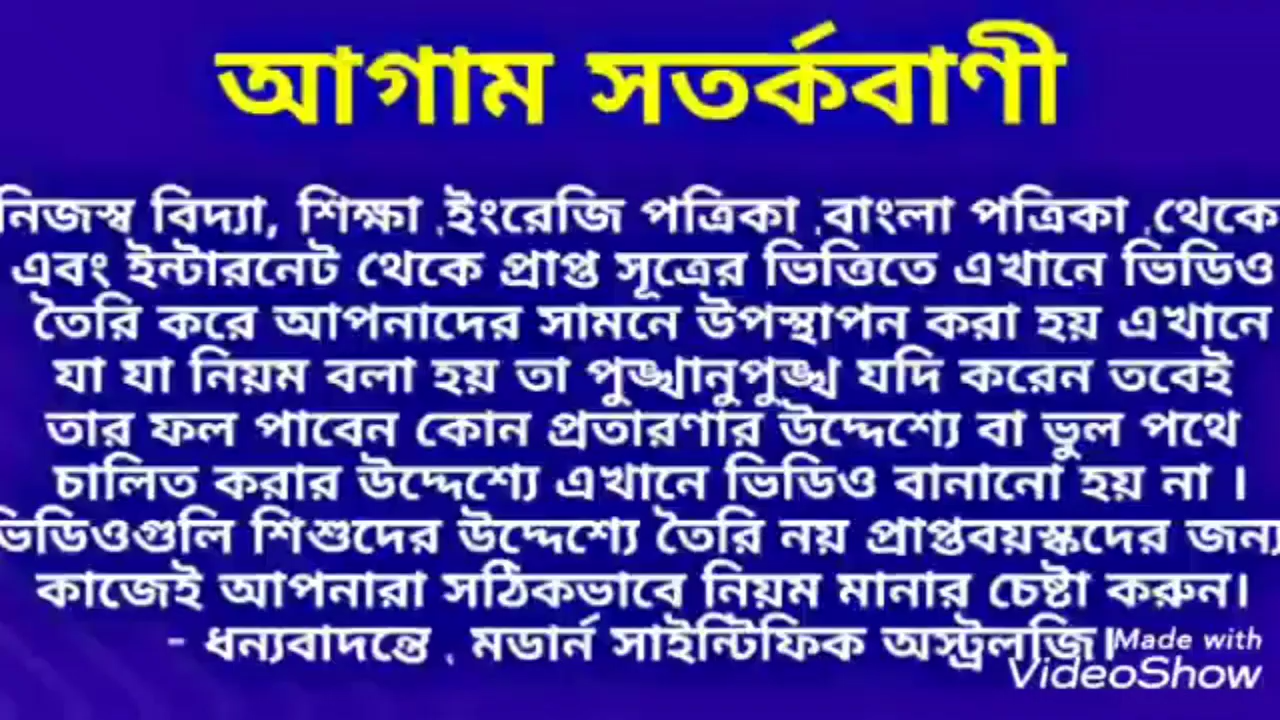 আগাম সতর্কবাণী
নিজস্ব বিদ্যা, শিক্ষা ,ইংরেজি পত্রিকা ,বাংলা পত্রিকা ,থেকে
এবং ইন্টারনেট থেকে প্রাপ্ত সূত্রের ভিত্তিতে এখানে ভিডিও
তৈরি করে আপনাদের সামনে উপস্থাপন করা হয় এখানে
যা যা নিয়ম বলা হয় তা পুঙ্খানুপুঙ্খ যদি করেন তবেই
তার ফল পাবেন কোন প্রতারণার উদ্দেশ্যে বা ভুল পথে
চালিত করার উদ্দেশ্যে এখানে ভিডিও বানানো হয় না ।
ভিডিওগুলি শিশুদের উদ্দেশ্যে তৈরি নয় প্রাপ্তবয়স্কদের জন্য
কাজেই আপনারা সঠিকভাবে নিয়ম মানার চেষ্টা করুন।
- ধন্যবাদন্তে , মডার্ন সাইন্টিফিক অস্ট্রলজি।
Made with
VideoShow